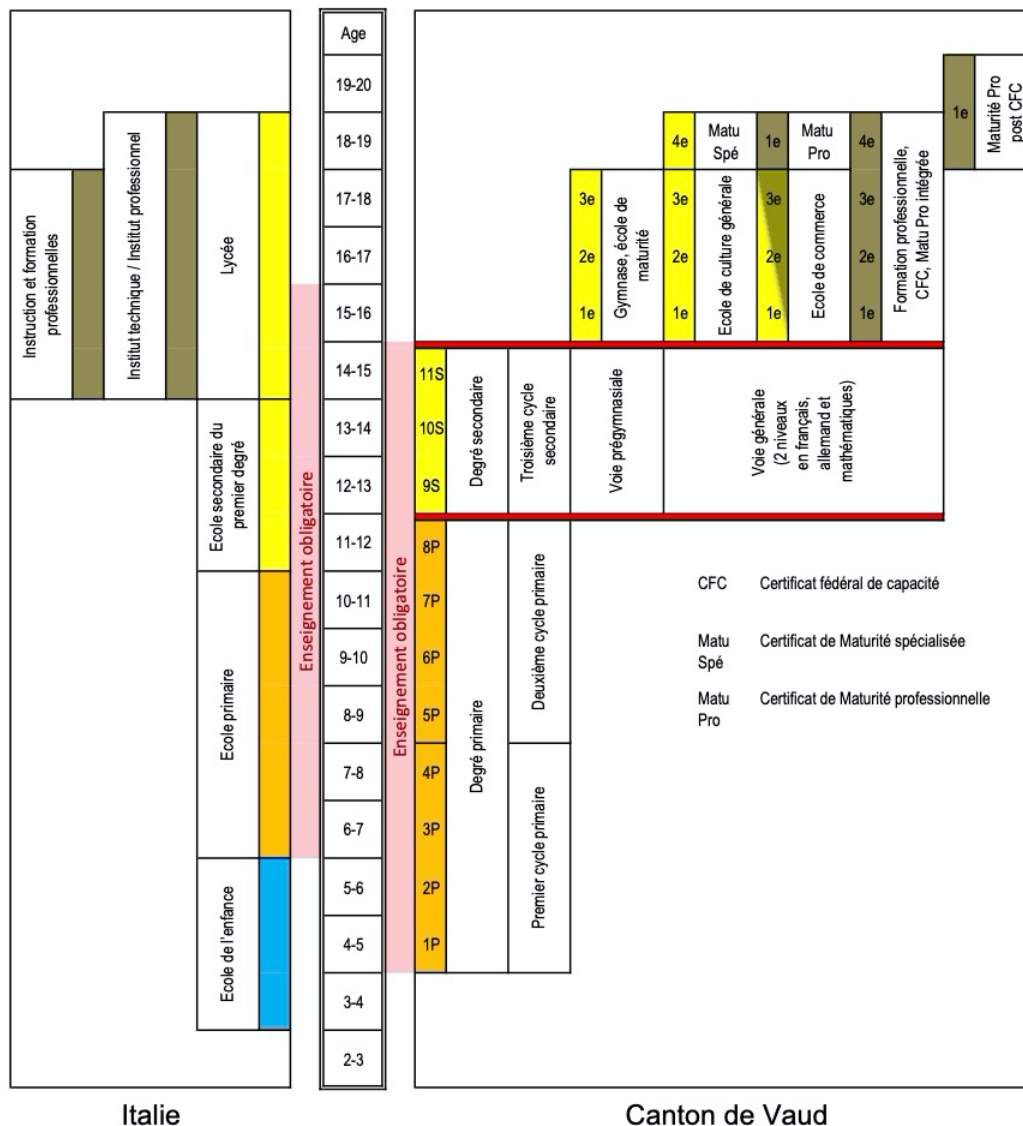 Age
19-20
18-19
17-18
16-17
15-16
14-15
13-14
12-13
11-12
10-11
9-10
8-9
7-8
6-7
5-6
4-5
3-4
2-3
Instruction et formation
professionnelles
Institut technique / Institut professionnel
Lycée
Ecole secondaire du
premier degré
Ecole primaire
Ecole de l'enfance
Enseignement obligatoire
Enseignement obligatoire
11S
10S
9S
8P
7P
6P
5P
4P
3P
2P
1P
Degré secondaire
Degré primaire
Troisième cycle
secondaire
Deuxième cycle primaire
Premier cycle primaire
Voie prégymnasiale
Voie générale
(2 niveaux
en français,
allemand et
mathématiques)
3e
2e
1e
Gymnase, école de
maturité
4e
3e
2e
1e
Matu
Spé
Ecole de culture générale
1e
3e
2e
1e
Matu
Pro
Ecole de commerce
4e
3e
2e
1e
Formation professionnelle,
CFC, Matu Pro intégrée
1e
Maturité Pro
post CFC
CFC Certificat fédéral de capacité
Matu Certificat de Maturité spécialisée
Spé
Matu Certificat de Maturité professionnelle
Pro
Italie
Canton de Vaud